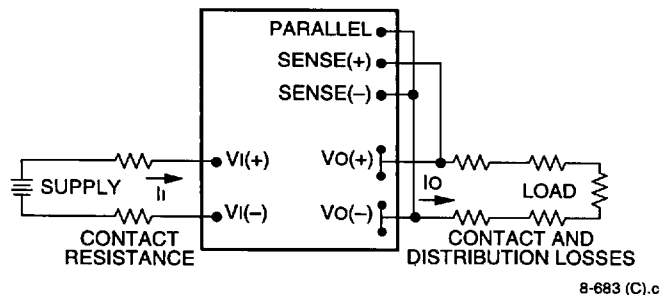 PARALLEL
SENSE(+)
SENSE(–)
VI(+)
VO(+)
SUPPLY
II
IO
LOAD
VI(–)
VO(–)
CONTACT
RESISTANCE
CONTACT AND
DISTRIBUTION LOSSES
8-683 (C).c